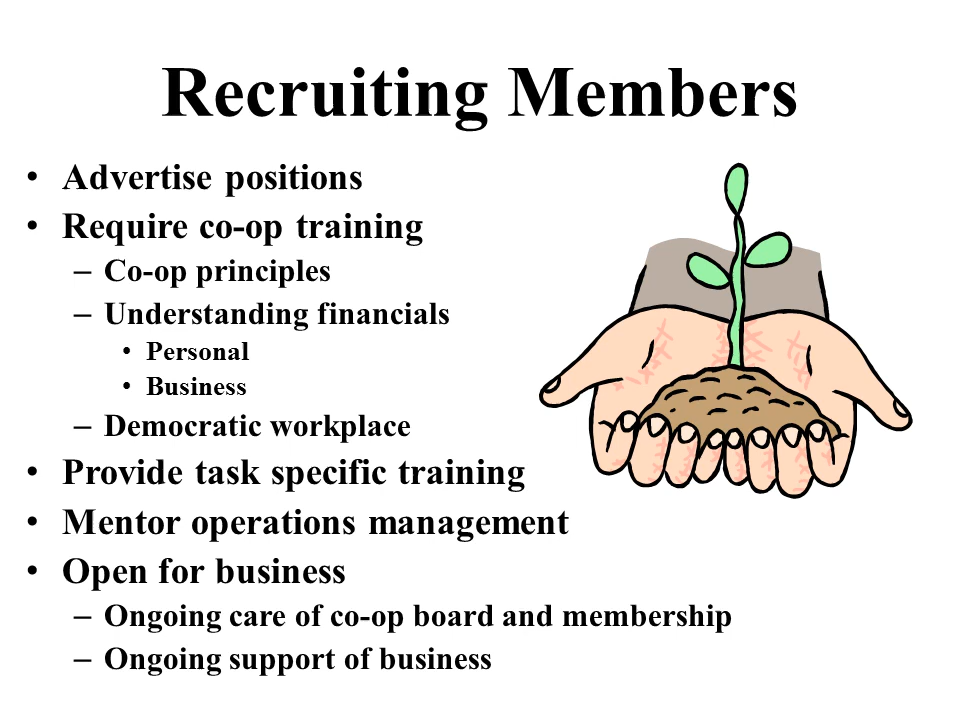 Recruiting Members
• Advertise positions
• Require co-op training
– Co-op principles
– Understanding financials
• Personal
• Business
– Democratic workplace
• Provide task specific training
• Mentor operations management
• Open for business
– Ongoing care of co-op board and membership
– Ongoing support of business